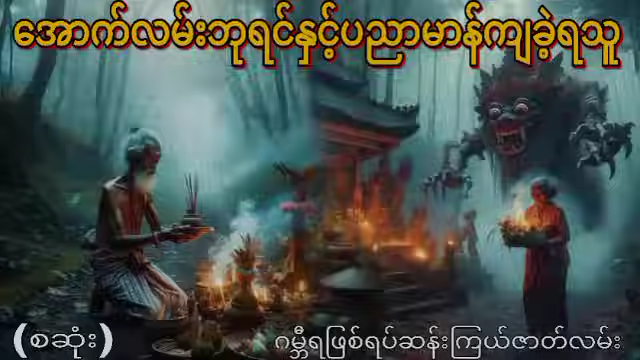 အောက်လမ်းဘုရင်နှင့်ပညာမာန်ကျခဲ့ရသူ
(စဆုံး)
ဂမ္ဘီရဖြစ်ရပ်ဆန်းကြယ်ဇာတ်လမ်း